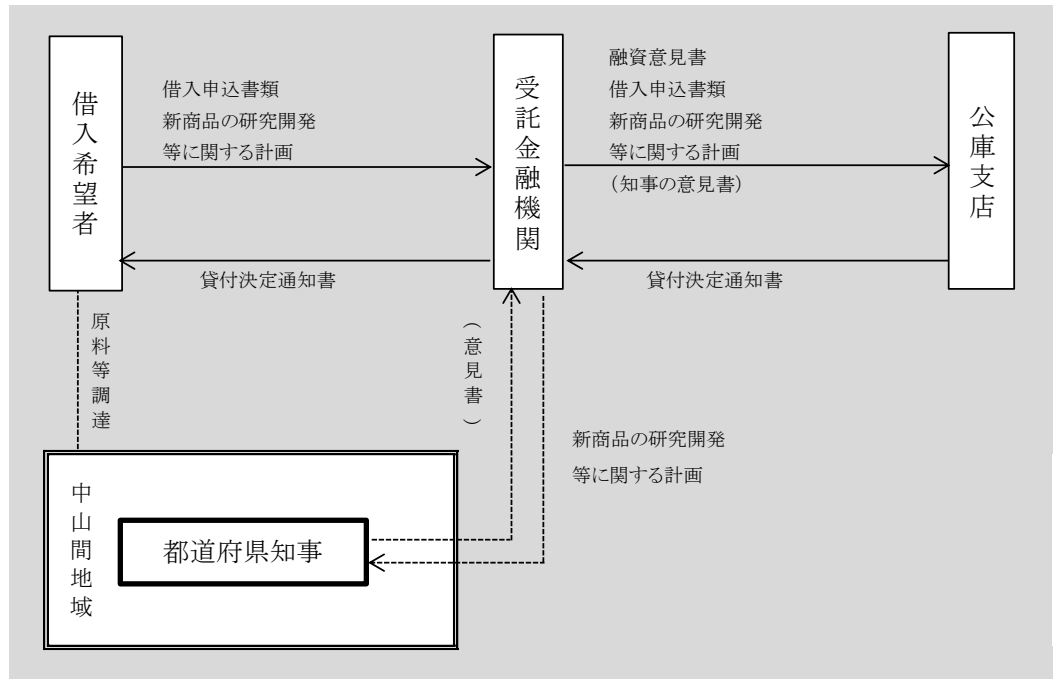 借入希望者
借入申込書類
新商品の研究開発
等に関する計画
受託金融機関
融資意見書
借入申込書類
新商品の研究開発
等に関する計画
(知事の意見書)
公庫支店
貸付決定通知書
貸付決定通知書
原料等調達
(意見書)
新商品の研究開発
等に関する計画
中山間地域
都道府県知事